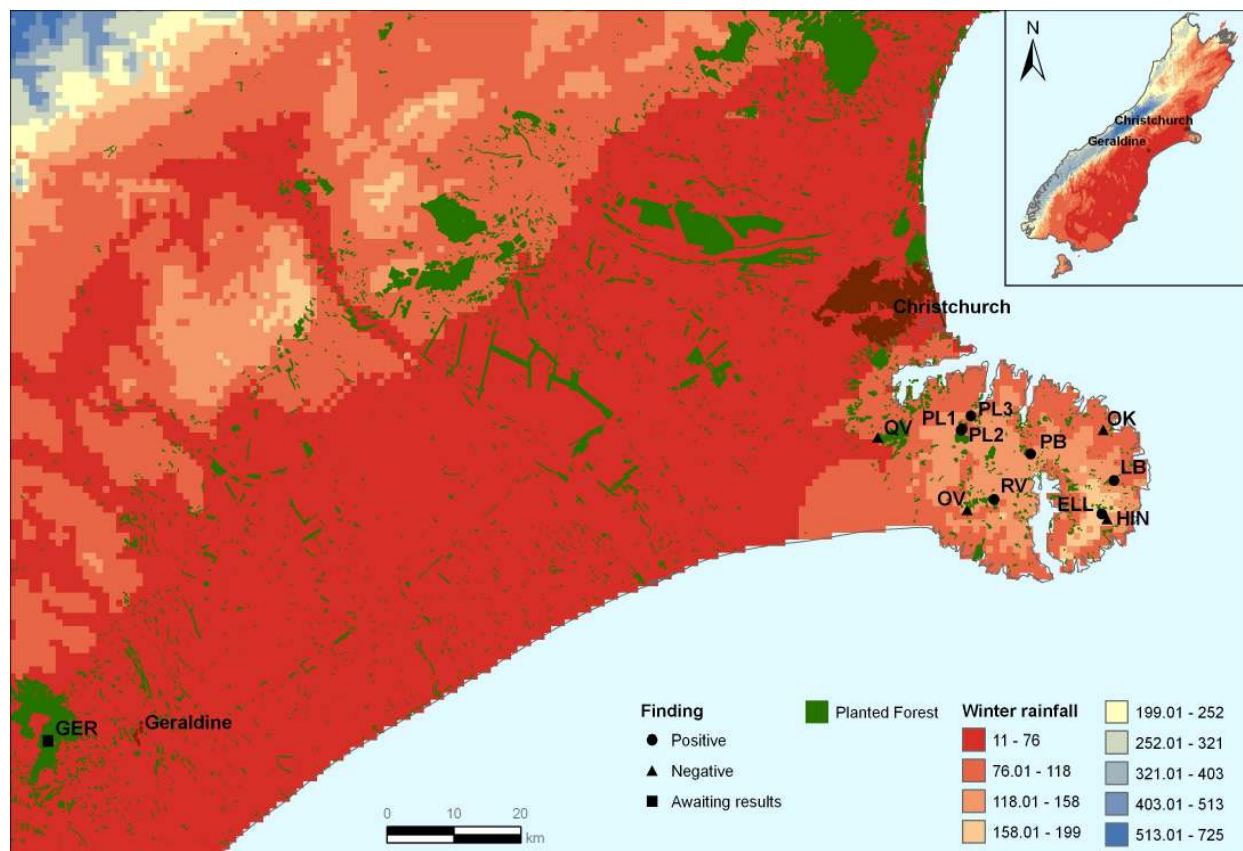 N
Christchurch
Geraldine
Christchurch
PL3
PL1
PL2
QV
OK
PB
LB
RV
OV
ELL
HIN
GER
Geraldine
Finding
Positive
Negative
Awaiting results
0 10 20
km
Planted Forest
Winter rainfall
11 - 76
76.01 - 118
118.01 - 158
158.01 - 199
199.01 - 252
252.01 - 321
321.01 - 403
403.01 - 513
513.01 - 725